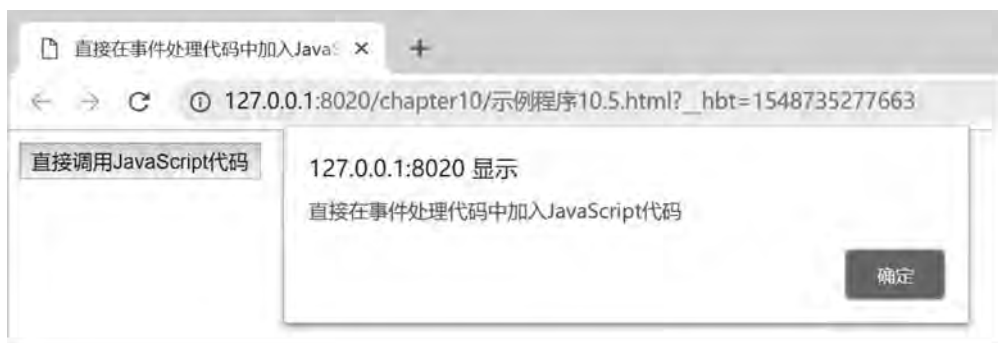 直接在事件处理代码中加入JavaS
127.0.0.1:8020/chapter10/示例程序10.5.html?__hbt=1548735277663
直接调用JavaScript代码
127.0.0.1:8020 显示
直接在事件处理代码中加入JavaScript代码
确定